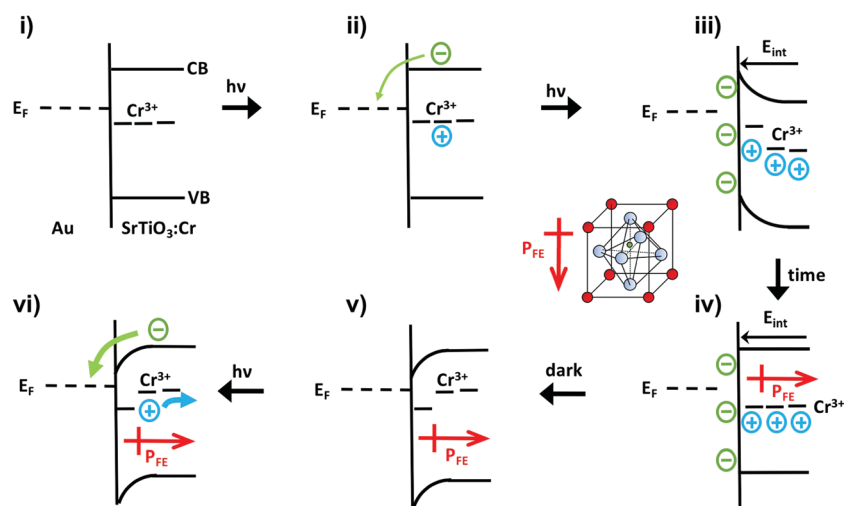 i)
CB
E_F
Cr³⁺
VB
Au
SrTiO₃:Cr
hν
ii)
E_F
Cr³⁺
−
+
hν
iii)
E_int
E_F
Cr³⁺
−
−
−
+
+
+
P_FE
time
iv)
E_int
E_F
P_FE
Cr³⁺
−
−
−
+
+
+
dark
v)
E_F
Cr³⁺
P_FE
hν
vi)
−
E_F
Cr³⁺
+
P_FE